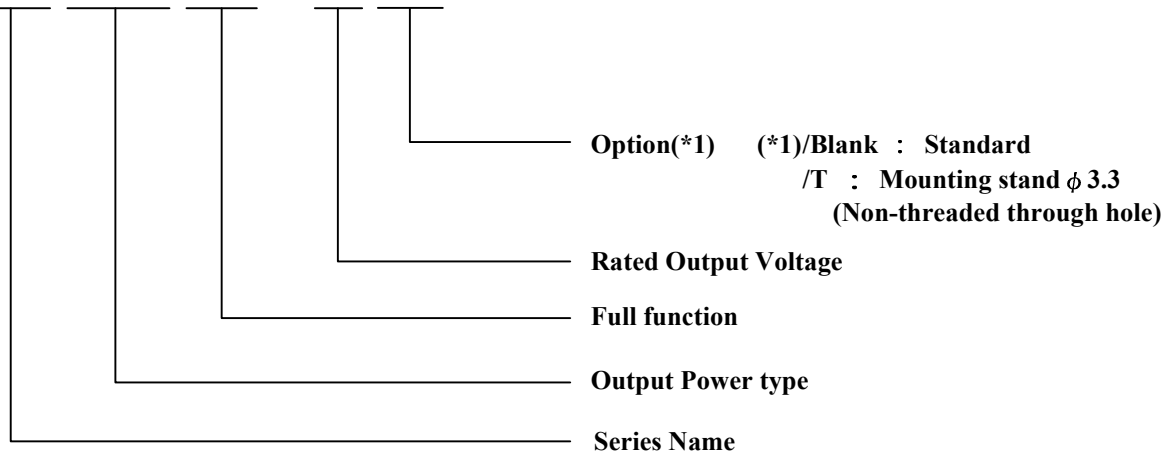 Option(*1) (*1)/Blank : Standard
/T : Mounting stand ϕ 3.3
(Non-threaded through hole)
Rated Output Voltage
Full function
Output Power type
Series Name